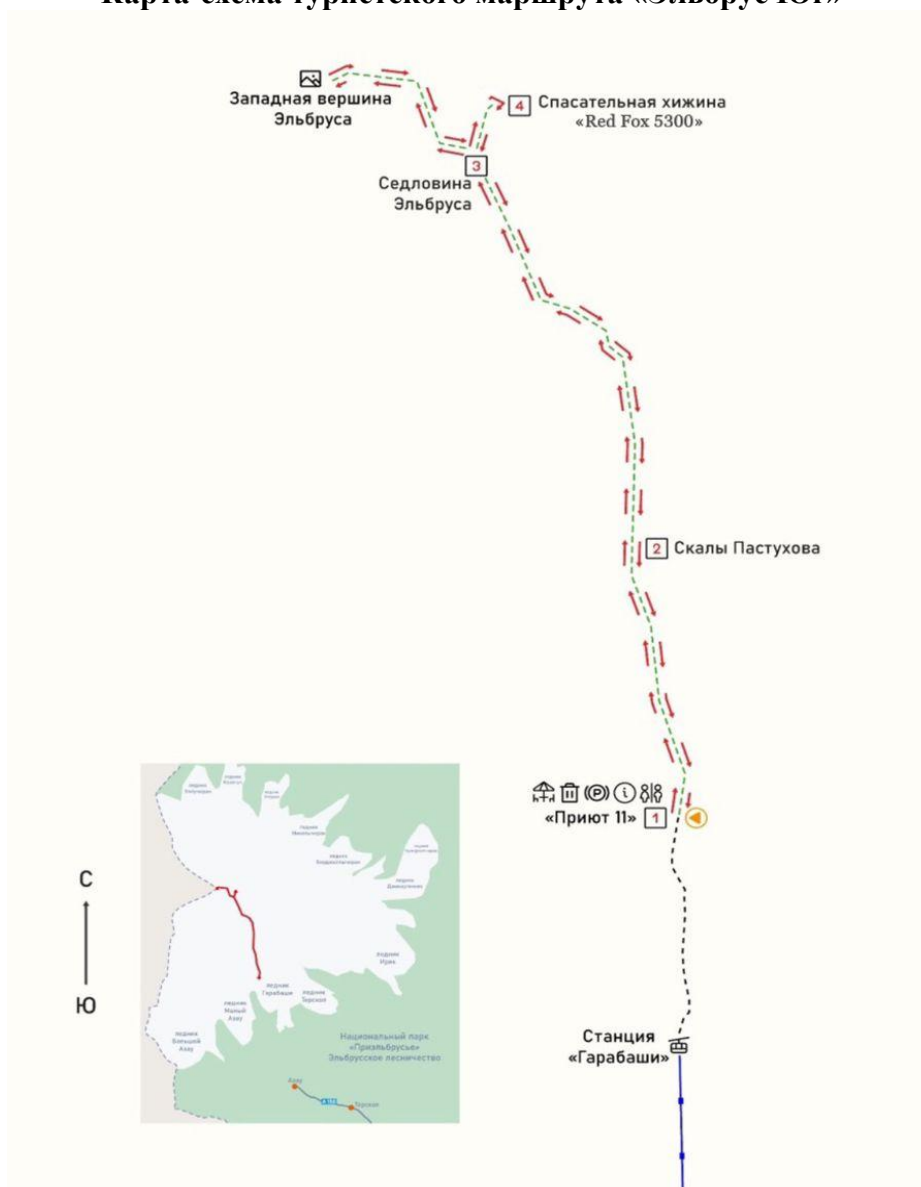 Карта-схема туристского маршрута «Эльбрус Юг»
Западная вершина
Эльбруса
4
Спасательная хижина
«Red Fox 5300»
3
Седловина
Эльбруса
2
Скалы Пастухова
P
i
«Приют 11»
1
С
Ю
ледник
Микельчиран
ледник
Ирик
ледник
Гарабаши
ледник
Терскол
ледник
Малый
Азау
ледник
Большой
Азау
Национальный парк
«Приэльбрусье»
Эльбрусское лесничество
Азау
Терскол
Станция
«Гарабаши»